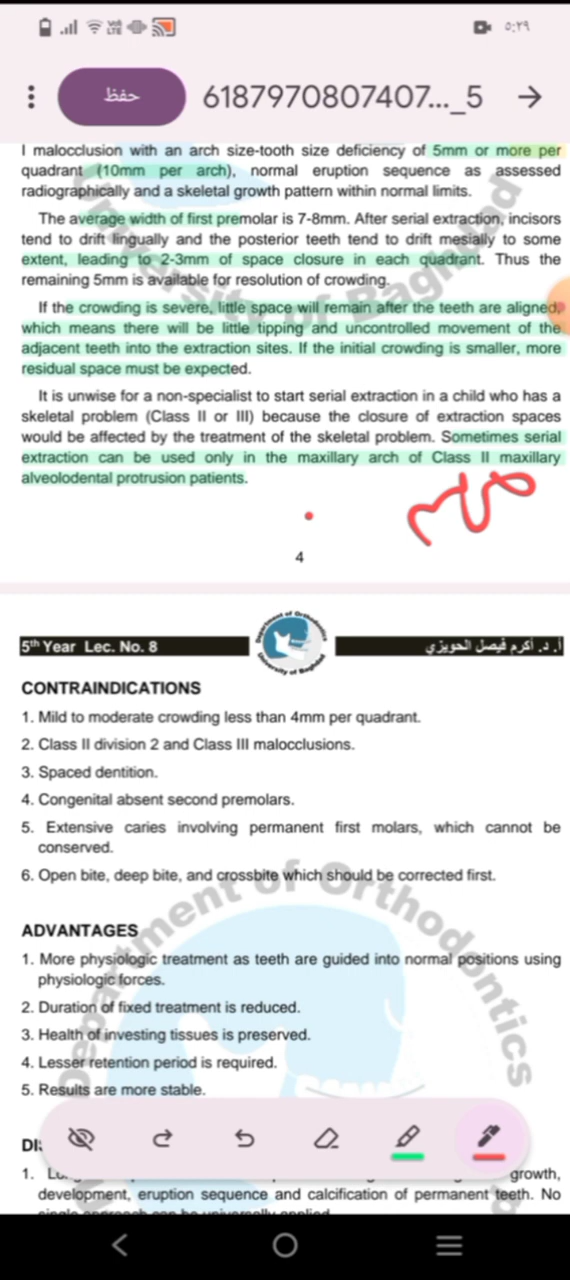 ٥:٢٩
حفظ
6187970807407..._5
I malocclusion with an arch size-tooth size deficiency of 5mm or more per
quadrant (10mm per arch), normal eruption sequence as assessed
radiographically and a skeletal growth pattern within normal limits.
The average width of first premolar is 7-8mm. After serial extraction, incisors
tend to drift lingually and the posterior teeth tend to drift mesially to some
extent, leading to 2-3mm of space closure in each quadrant. Thus the
remaining 5mm is available for resolution of crowding.
If the crowding is severe, little space will remain after the teeth are aligned,
which means there will be little tipping and uncontrolled movement of the
adjacent teeth into the extraction sites. If the initial crowding is smaller, more
residual space must be expected.
It is unwise for a non-specialist to start serial extraction in a child who has a
skeletal problem (Class II or III) because the closure of extraction spaces
would be affected by the treatment of the skeletal problem. Sometimes serial
extraction can be used only in the maxillary arch of Class II maxillary
alveolodental protrusion patients.
4
5th Year Lec. No. 8
Department of Orthodontics
University of Baghdad
أ.د. أكرم فيصل الحويزي
CONTRAINDICATIONS
1. Mild to moderate crowding less than 4mm per quadrant.
2. Class II division 2 and Class III malocclusions.
3. Spaced dentition.
4. Congenital absent second premolars.
5. Extensive caries involving permanent first molars, which cannot be
conserved.
6. Open bite, deep bite, and crossbite which should be corrected first.
ADVANTAGES
1. More physiologic treatment as teeth are guided into normal positions using
physiologic forces.
2. Duration of fixed treatment is reduced.
3. Health of investing tissues is preserved.
4. Lesser retention period is required.
5. Results are more stable.
1.
growth,
development, eruption sequence and calcification of permanent teeth. No
single approach can be universally applied